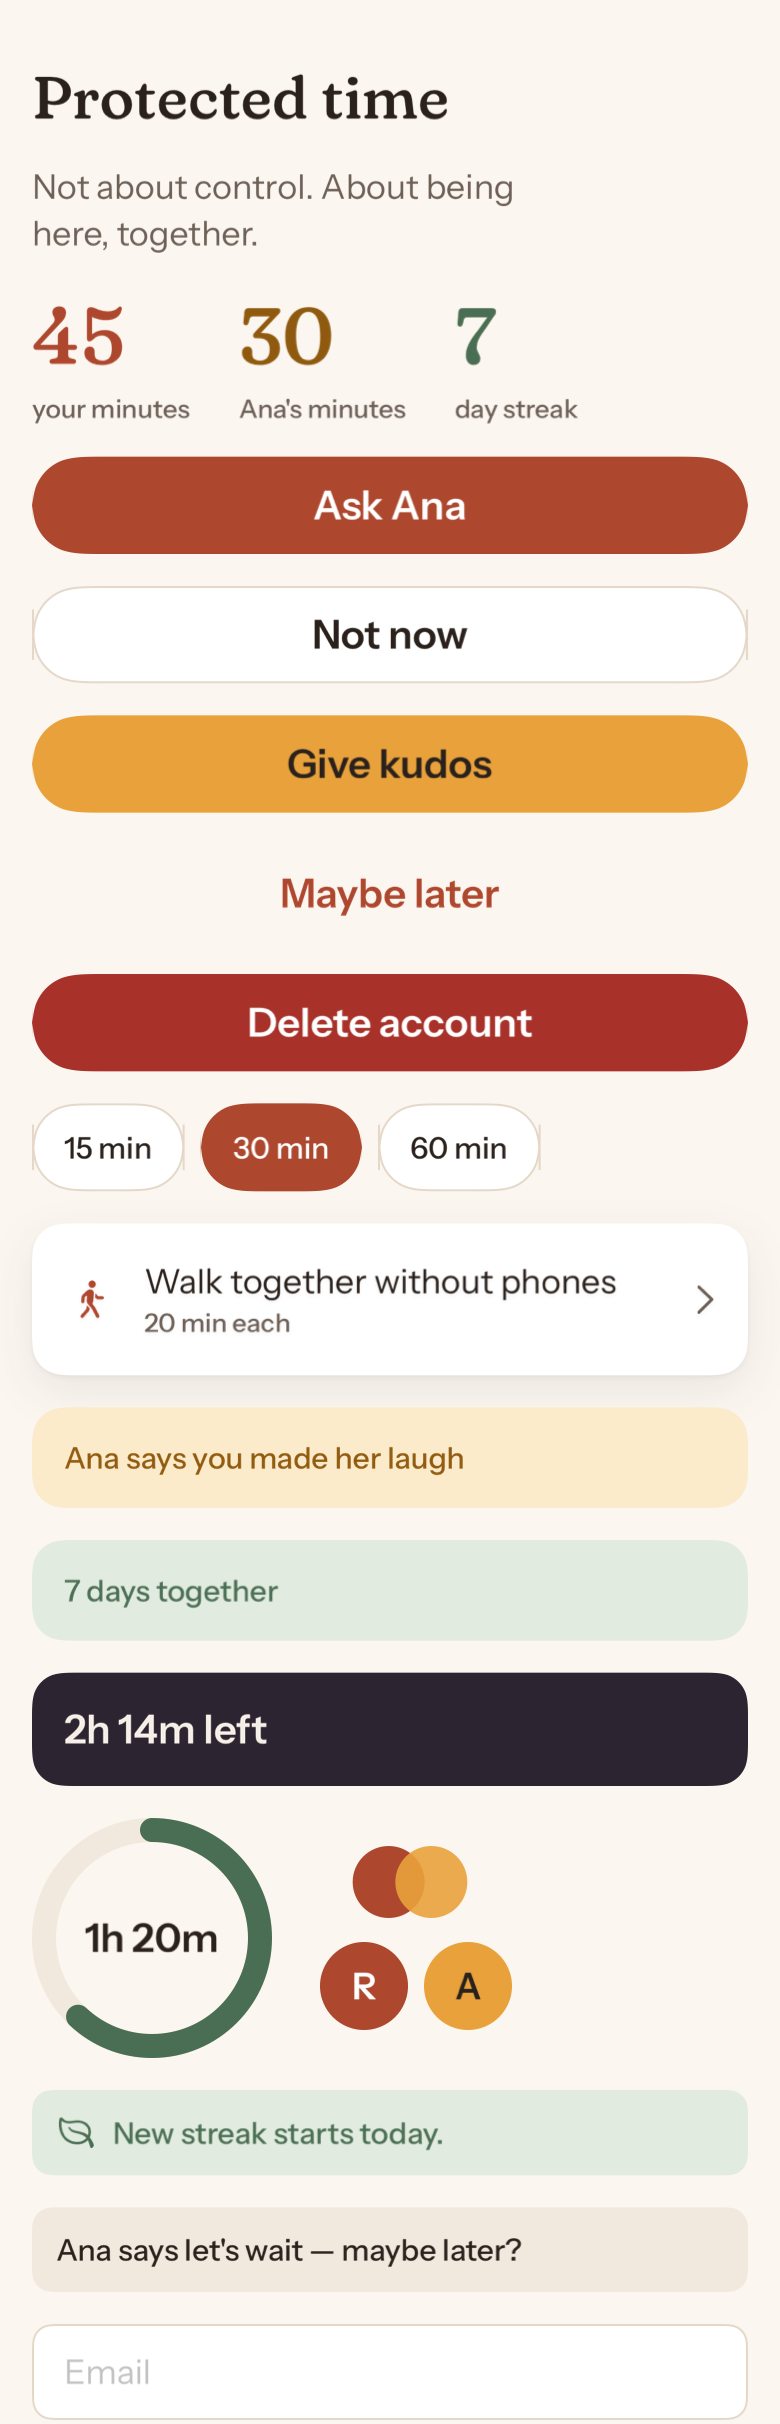 Protected time
Not about control. About being
here, together.
45 30 7
your minutes Ana's minutes day streak
Ask Ana
Not now
Give kudos
Maybe later
Delete account
15 min 30 min 60 min
Walk together without phones
20 min each
Ana says you made her laugh
7 days together
2h 14m left
1h 20m
R A
New streak starts today.
Ana says let's wait — maybe later?
Email